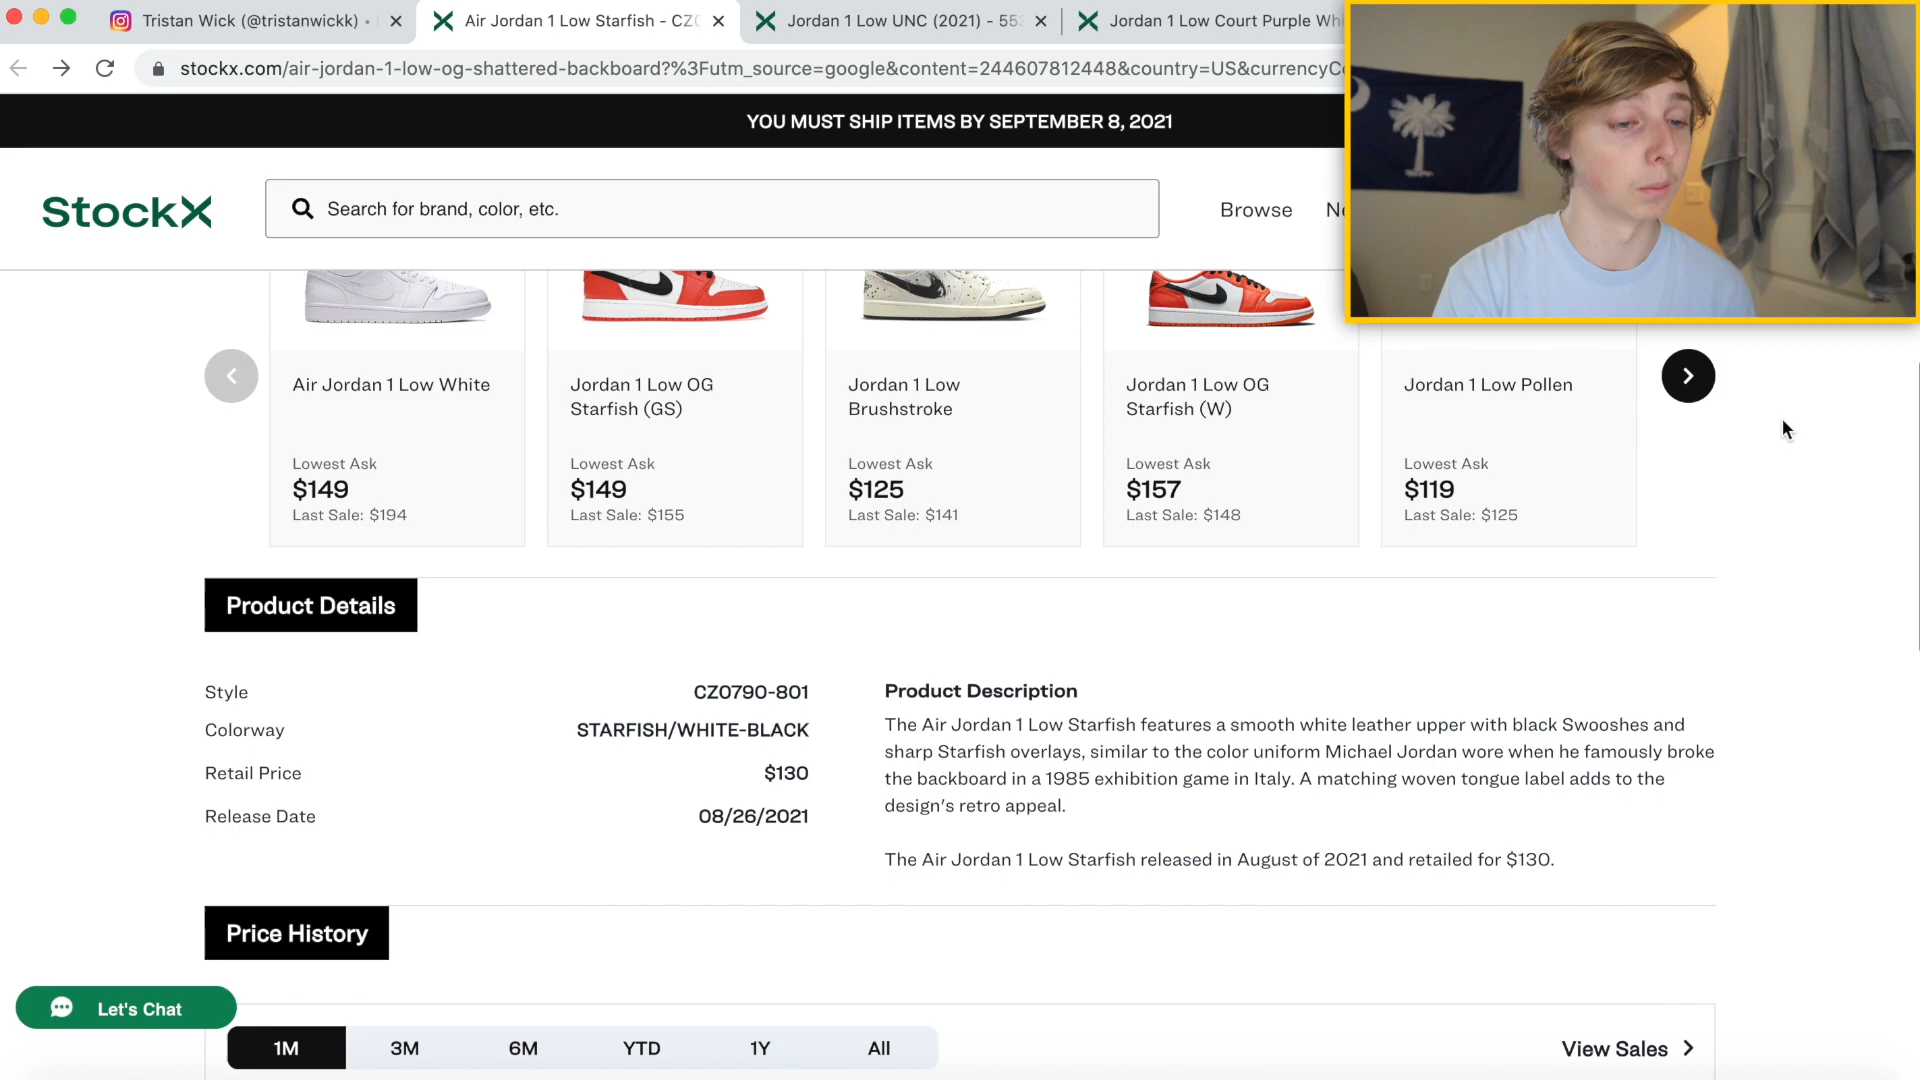 Tristan Wick (@tristanwickk) •
Air Jordan 1 Low Starfish - CZ0
Jordan 1 Low UNC (2021) - 553
Jordan 1 Low Court Purple Whi
stockx.com/air-jordan-1-low-og-shattered-backboard?%3Futm_source=google&content=244607812448&country=US&currencyCo
YOU MUST SHIP ITEMS BY SEPTEMBER 8, 2021
StockX
Search for brand, color, etc.
Browse
Ne
Air Jordan 1 Low White
Lowest Ask
$149
Last Sale: $194
Jordan 1 Low OG
Starfish (GS)
Lowest Ask
$149
Last Sale: $155
Jordan 1 Low
Brushstroke
Lowest Ask
$125
Last Sale: $141
Jordan 1 Low OG
Starfish (W)
Lowest Ask
$157
Last Sale: $148
Jordan 1 Low Pollen
Lowest Ask
$119
Last Sale: $125
Product Details
Style CZ0790-801
Colorway STARFISH/WHITE-BLACK
Retail Price $130
Release Date 08/26/2021
Product Description
The Air Jordan 1 Low Starfish features a smooth white leather upper with black Swooshes and
sharp Starfish overlays, similar to the color uniform Michael Jordan wore when he famously broke
the backboard in a 1985 exhibition game in Italy. A matching woven tongue label adds to the
design's retro appeal.
The Air Jordan 1 Low Starfish released in August of 2021 and retailed for $130.
Price History
Let's Chat
1M 3M 6M YTD 1Y All
View Sales